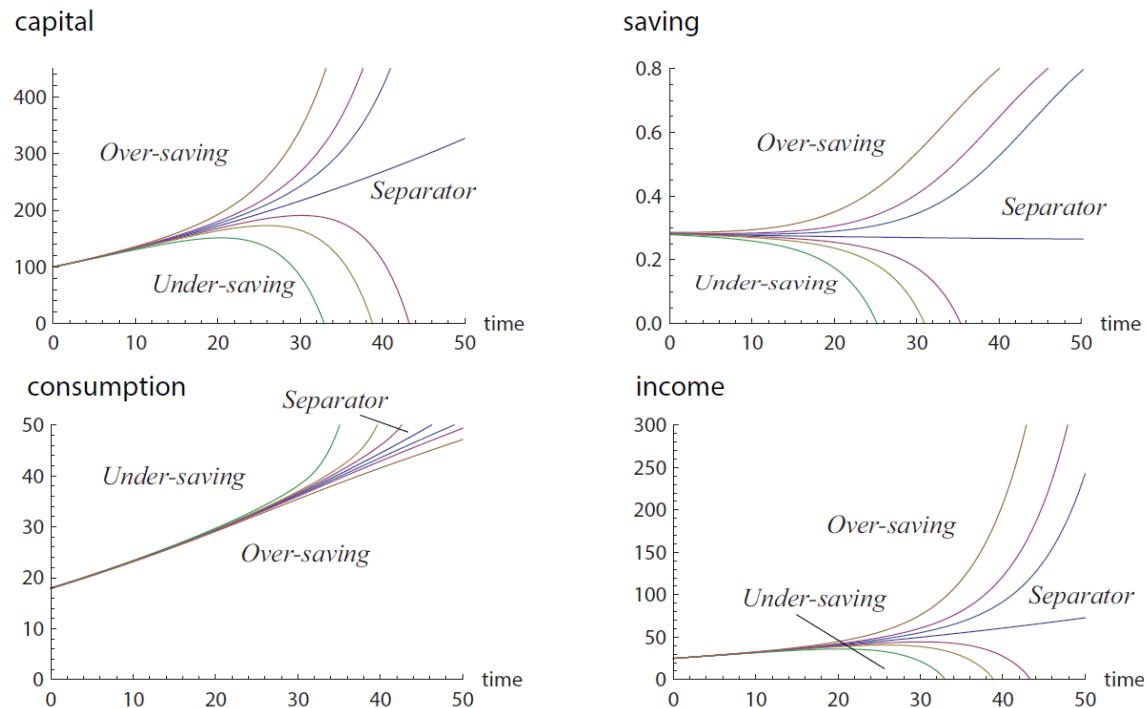 capital
400
300
200
100
0
Over-saving
Separator
Under-saving
0 10 20 30 40 50
time
saving
0.8
0.6
0.4
0.2
0.0
Over-saving
Separator
Under-saving
0 10 20 30 40 50
time
consumption
50
40
30
20
10
0
Separator
Under-saving
Over-saving
0 10 20 30 40 50
time
income
300
250
200
150
100
50
0
Over-saving
Under-saving
Separator
0 10 20 30 40 50
time